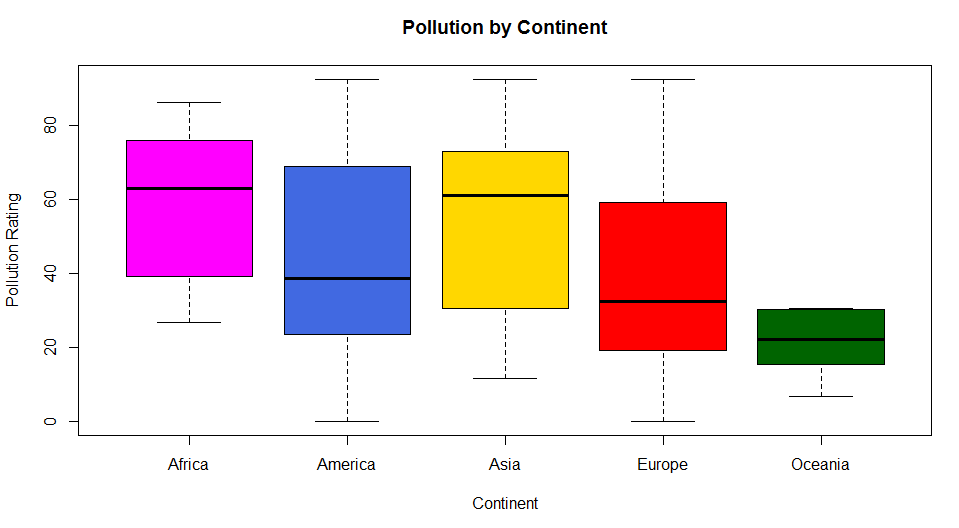 Pollution by Continent
Pollution Rating
80
60
40
20
0
Africa America Asia Europe Oceania
Continent